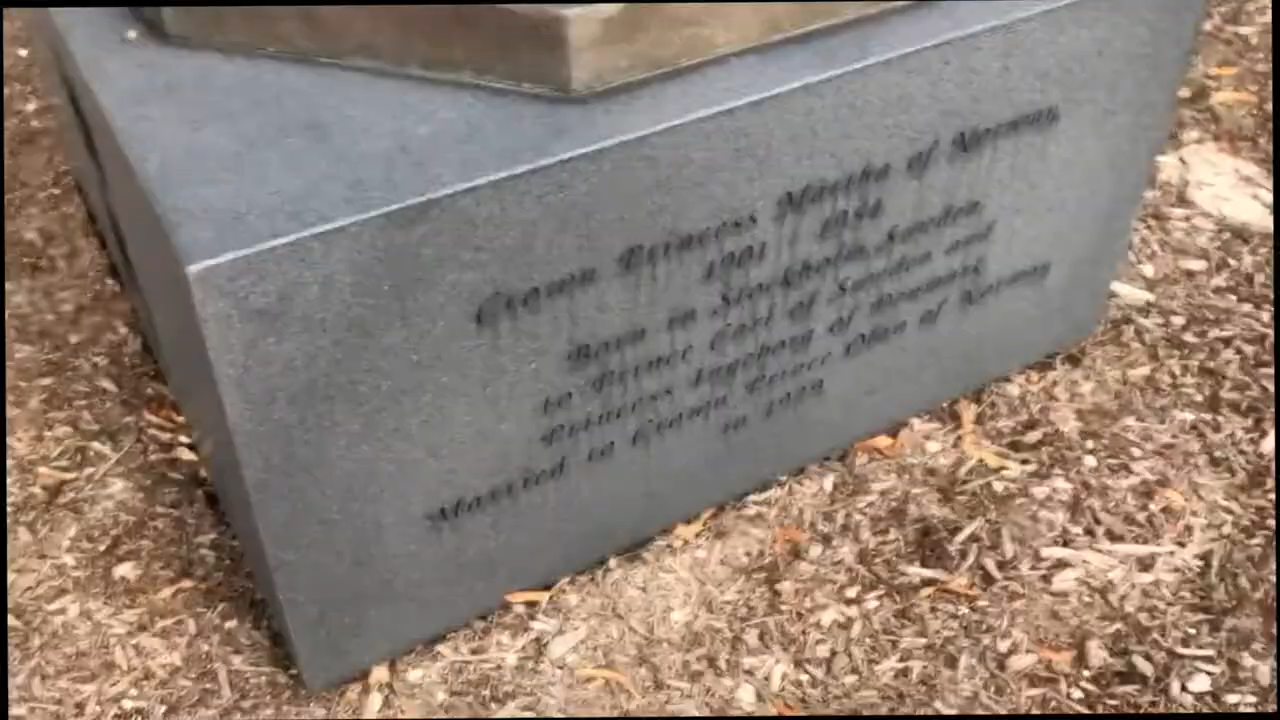 Crown Princess Märtha of Norway
1901 1954
Born in Stockholm, Sweden
to Prince Carl of Sweden and
Princess Ingeborg of Denmark
Married to Crown Prince Olav of Norway
in 1929